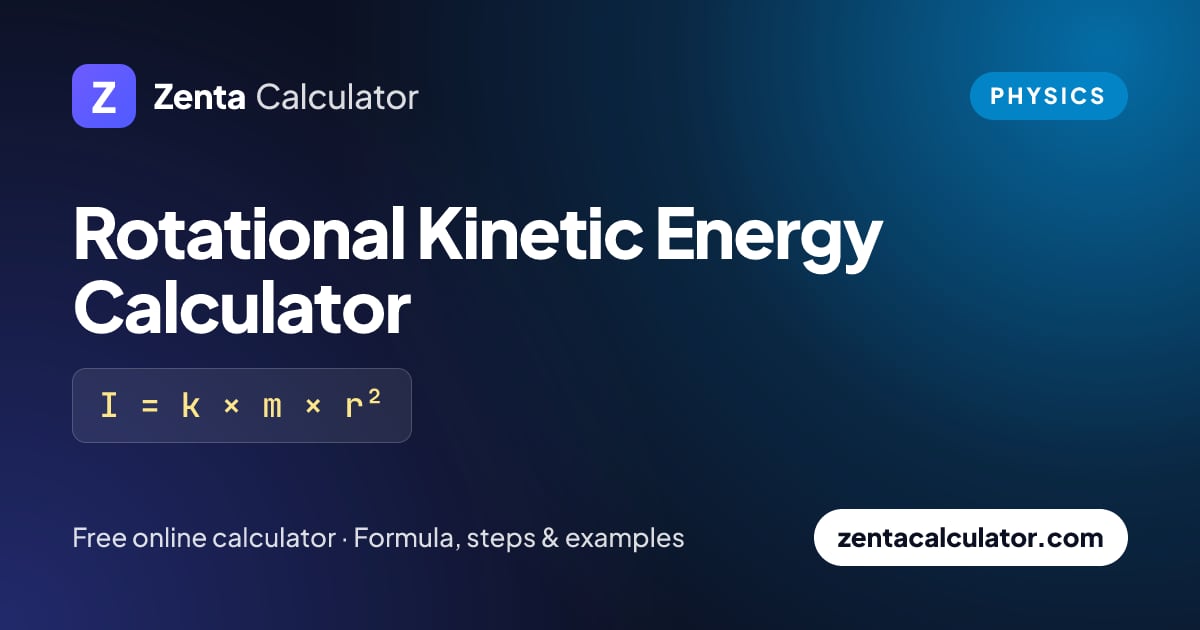 Z Zenta Calculator
PHYSICS
Rotational Kinetic Energy
Calculator
I = k × m × r²
Free online calculator · Formula, steps & examples
zentacalculator.com